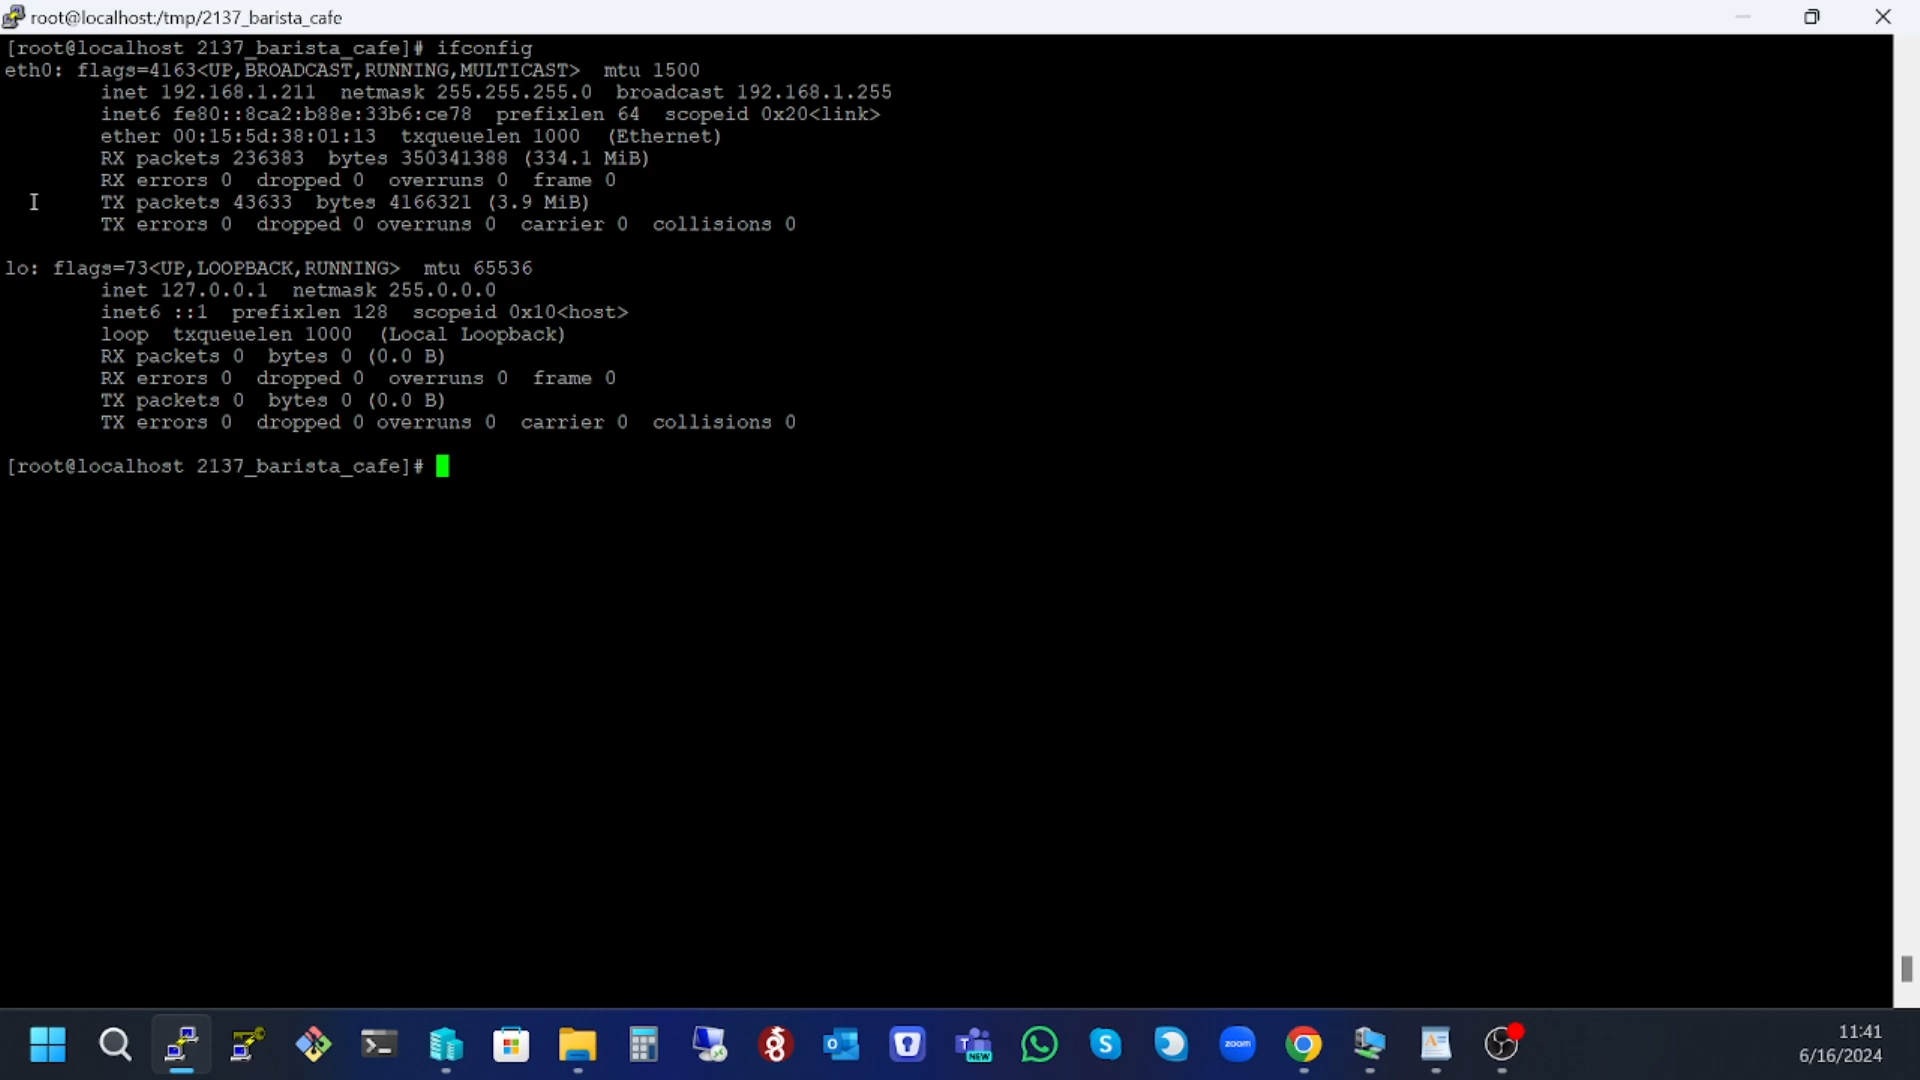 root@localhost:/tmp/2137_barista_cafe
[root@localhost 2137_barista_cafe]# ifconfig
eth0: flags=4163<UP,BROADCAST,RUNNING,MULTICAST>  mtu 1500
        inet 192.168.1.211  netmask 255.255.255.0  broadcast 192.168.1.255
        inet6 fe80::8ca2:b88e:33b6:ce78  prefixlen 64  scopeid 0x20<link>
        ether 00:15:5d:38:01:13  txqueuelen 1000  (Ethernet)
        RX packets 236383  bytes 350341388 (334.1 MiB)
        RX errors 0  dropped 0  overruns 0  frame 0
        TX packets 43633  bytes 4166321 (3.9 MiB)
        TX errors 0  dropped 0 overruns 0  carrier 0  collisions 0
lo: flags=73<UP,LOOPBACK,RUNNING>  mtu 65536
        inet 127.0.0.1  netmask 255.0.0.0
        inet6 ::1  prefixlen 128  scopeid 0x10<host>
        loop  txqueuelen 1000  (Local Loopback)
        RX packets 0  bytes 0 (0.0 B)
        RX errors 0  dropped 0  overruns 0  frame 0
        TX packets 0  bytes 0 (0.0 B)
        TX errors 0  dropped 0 overruns 0  carrier 0  collisions 0
[root@localhost 2137_barista_cafe]#
NEW
zoom
11:41
6/16/2024